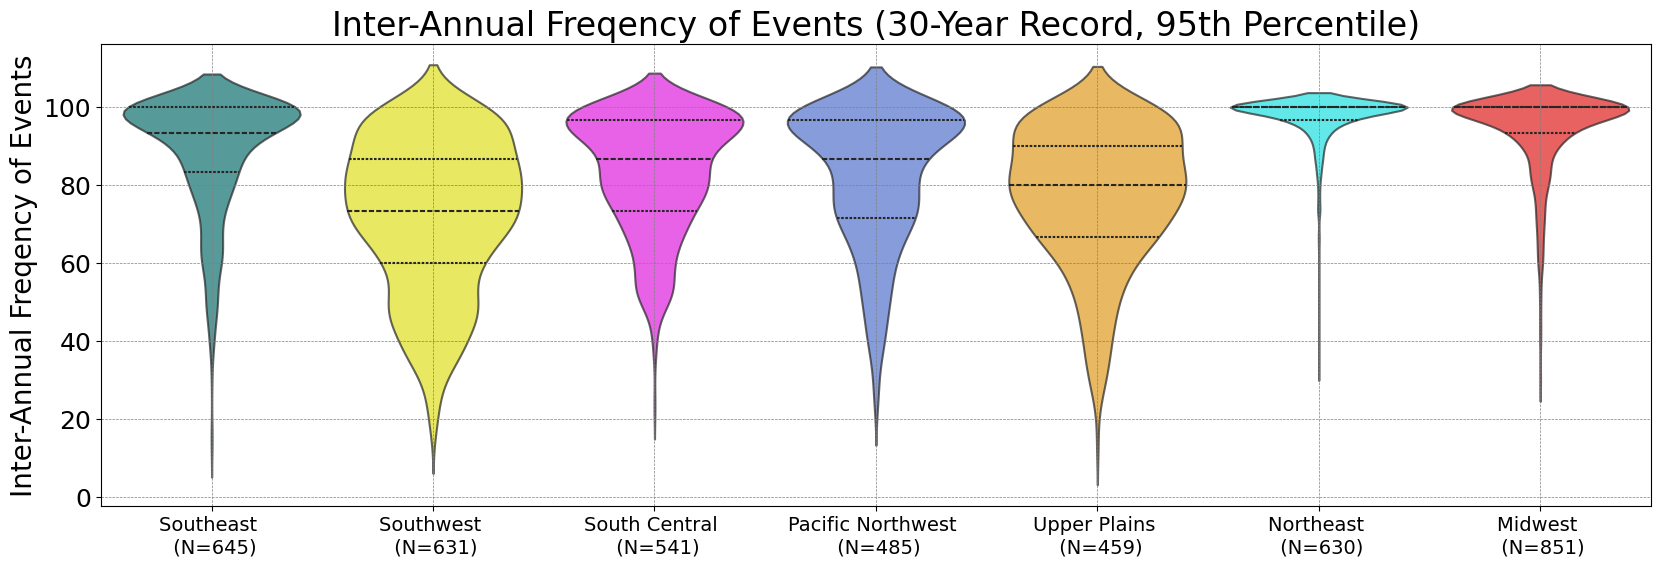 Inter-Annual Freqency of Events (30-Year Record, 95th Percentile)
Inter-Annual Freqency of Events
100
80
60
40
20
0
Southeast
(N=645)
Southwest
(N=631)
South Central
(N=541)
Pacific Northwest
(N=485)
Upper Plains
(N=459)
Northeast
(N=630)
Midwest
(N=851)